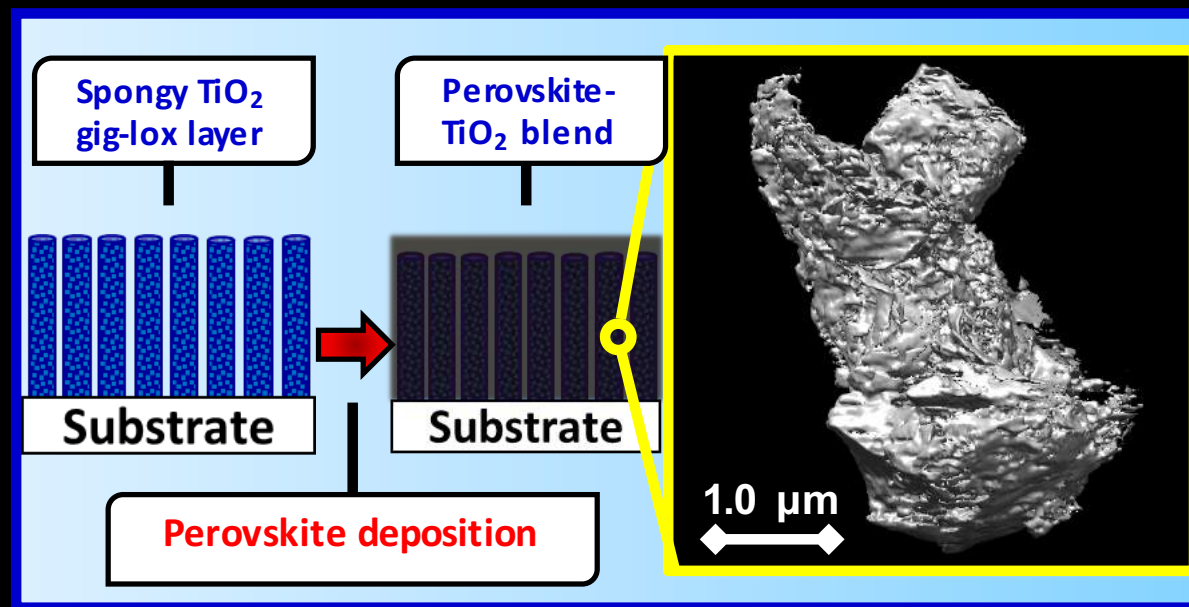 Spongy TiO₂
gig-lox layer
Perovskite-
TiO₂ blend
Substrate
Substrate
Perovskite deposition
1.0 µm